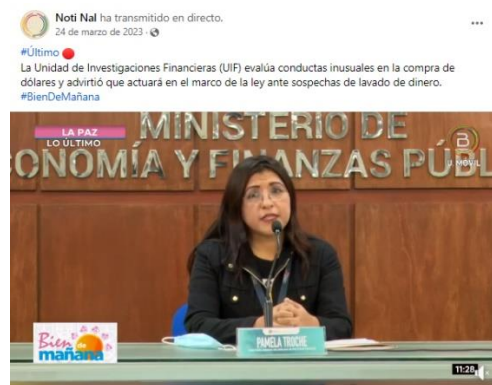 Noti Nal ha transmitido en directo.
24 de marzo de 2023 ·
#Último
La Unidad de Investigaciones Financieras (UIF) evalúa conductas inusuales en la compra de
dólares y advirtió que actuará en el marco de la ley ante sospechas de lavado de dinero.
#BienDeMañana
MINISTERIO DE
ONOMÍA Y FINANZAS PÚBL
LA PAZ
LO ÚLTIMO
B
J. MÓVIL
PAMELA TROCHE
Bien
de
mañana
11:28